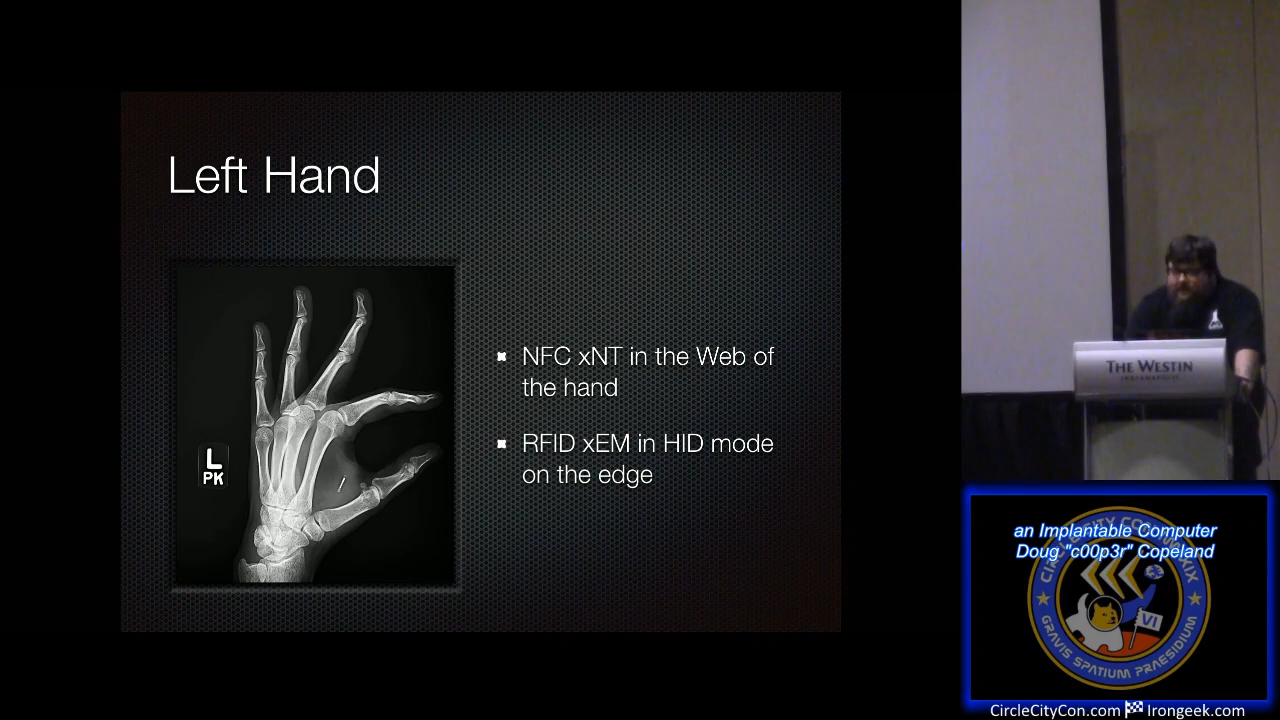 Left Hand
L
PK
NFC xNT in the Web of
the hand
RFID xEM in HID mode
on the edge
THE WESTIN
INDIANAPOLIS
an Implantable Computer
Doug "c00p3r" Copeland
VI
GRAVIS SPATIUM PRAESIDIUM
CircleCityCon.com Irongeek.com